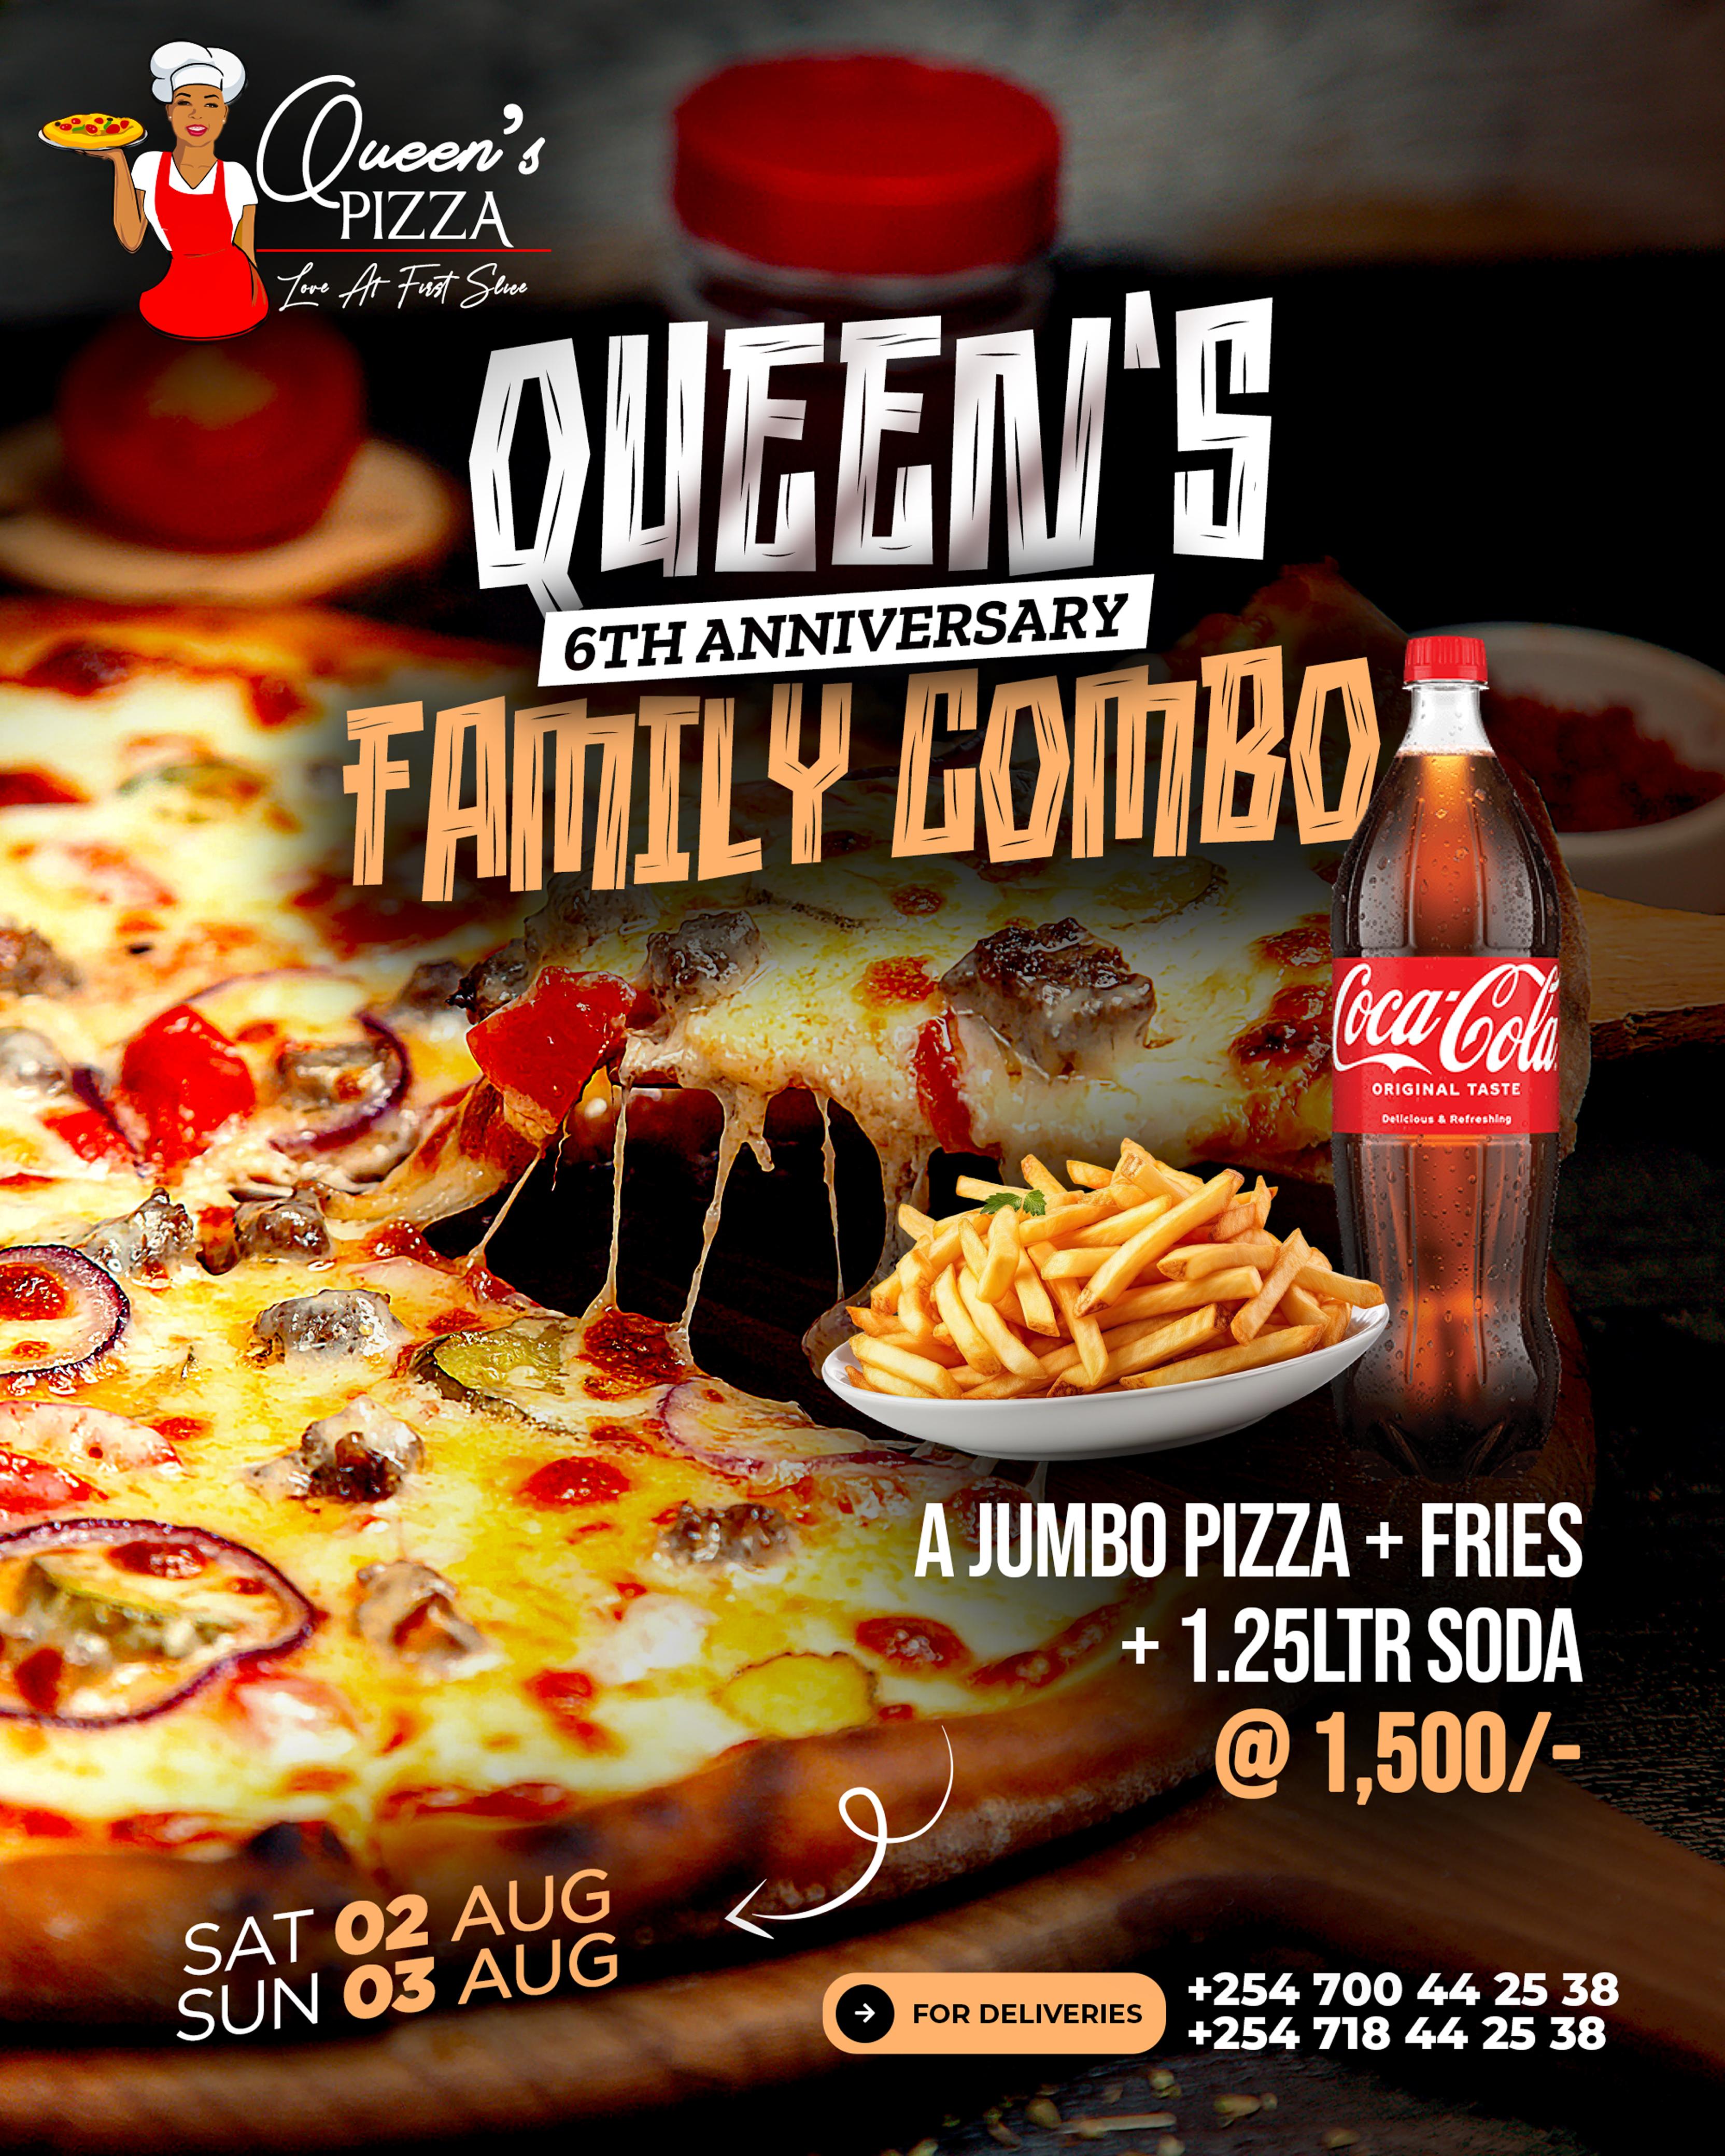 Queen's
PIZZA
Love At First Slice
QUEEN'S
6TH ANNIVERSARY
FAMILY COMBO
Coca-Cola
ORIGINAL TASTE
Delicious & Refreshing
A JUMBO PIZZA + FRIES
+ 1.25LTR SODA
@ 1,500/-
SAT 02 AUG
SUN 03 AUG
FOR DELIVERIES
+254 700 44 25 38
+254 718 44 25 38